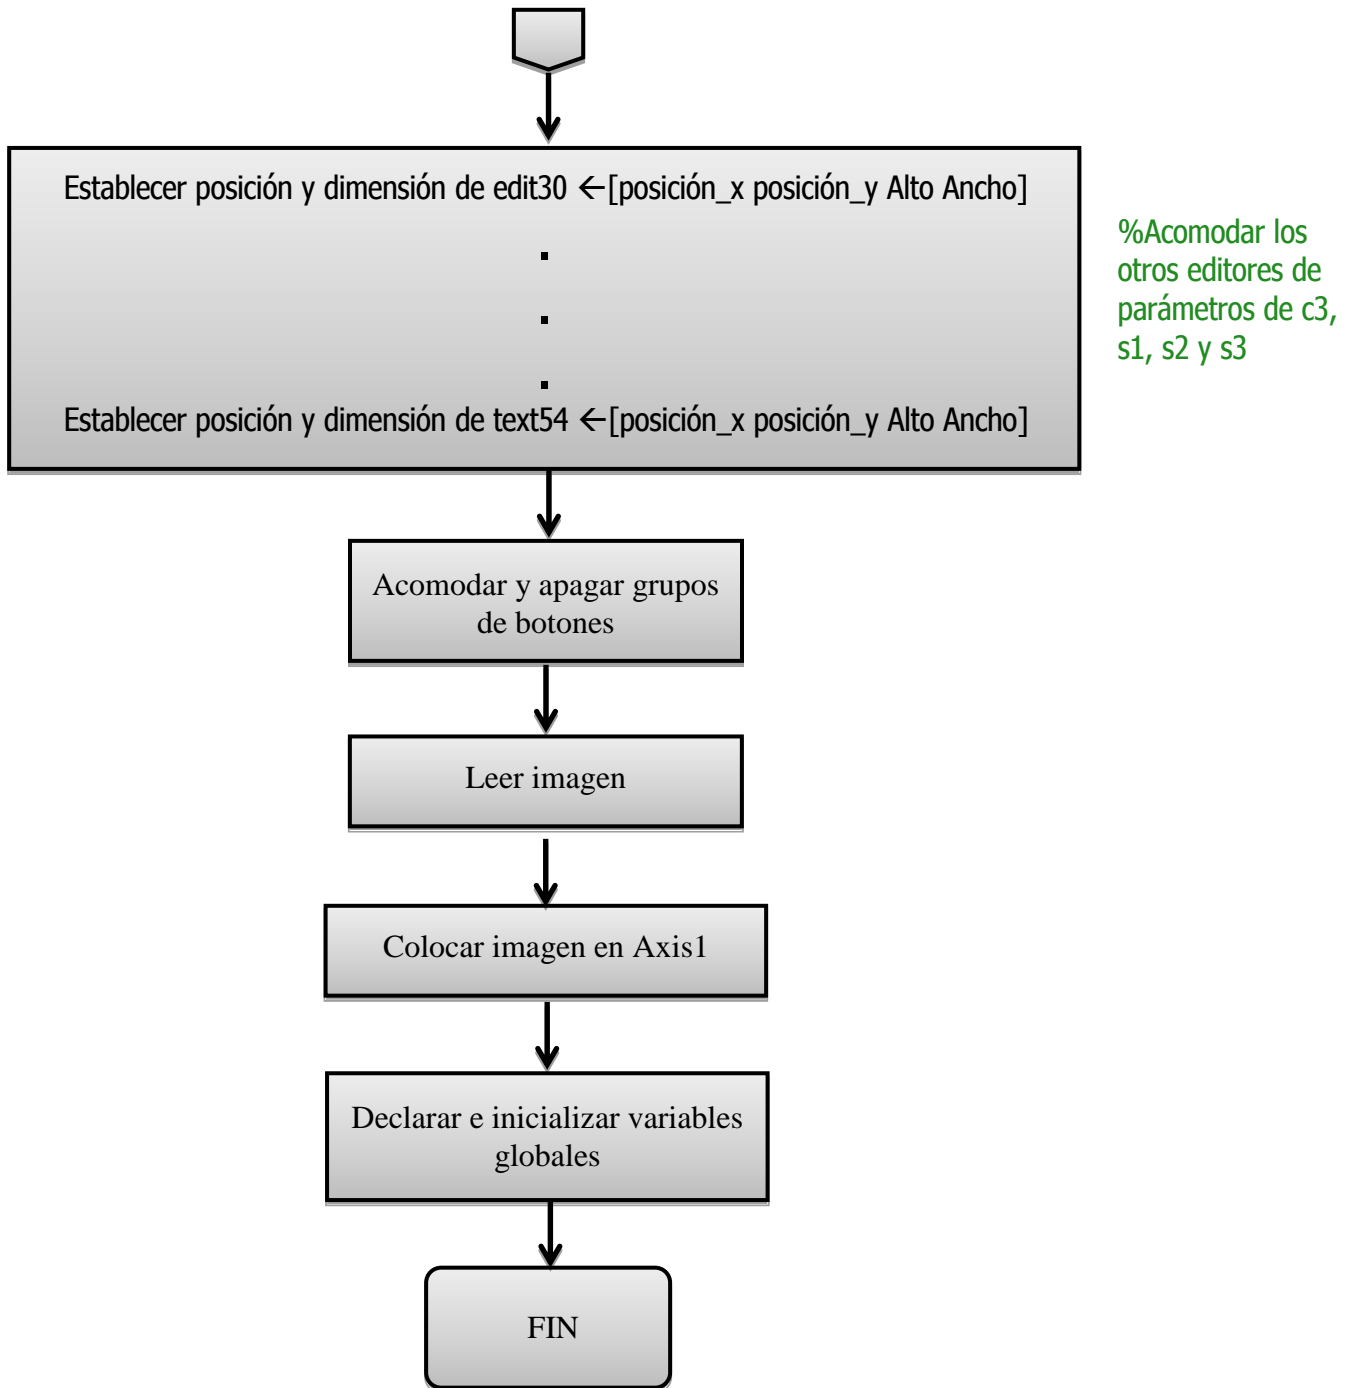 Establecer posición y dimensión de edit30 ←[posición_x posición_y Alto Ancho]
.
.
.
Establecer posición y dimensión de text54 ←[posición_x posición_y Alto Ancho]
%Acomodar los
otros editores de
parámetros de c3,
s1, s2 y s3
Acomodar y apagar grupos
de botones
Leer imagen
Colocar imagen en Axis1
Declarar e inicializar variables
globales
FIN